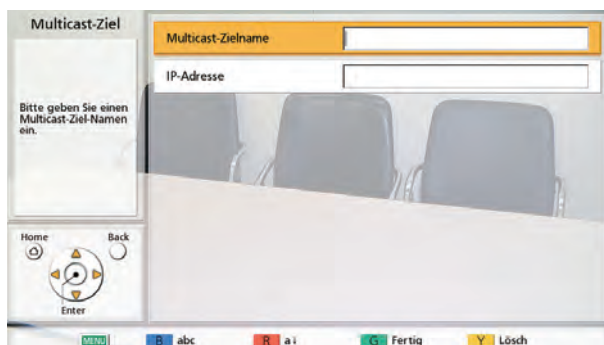 Multicast-Ziel
Multicast-Zielname
IP-Adresse
Bitte geben Sie einen
Multicast-Ziel-Namen
ein.
Home
Back
Enter
MENU
B abc
R a↓
G Fertig
Y Lösch